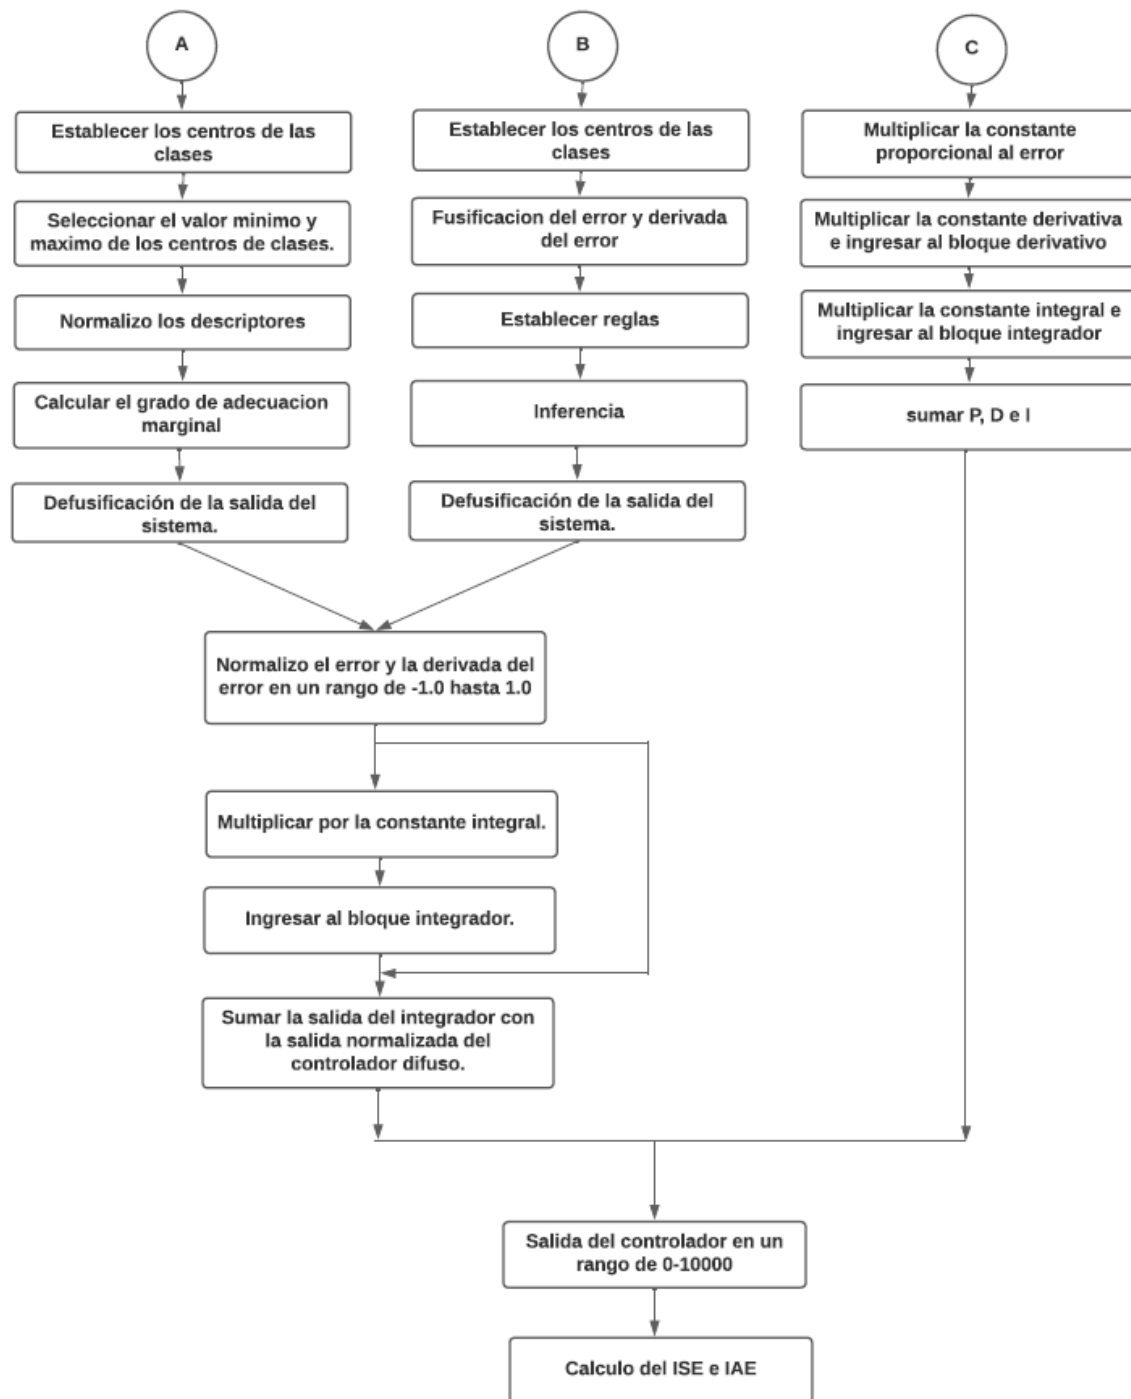 A
Establecer los centros de las
clases
Seleccionar el valor minimo y
maximo de los centros de clases.
Normalizo los descriptores
Calcular el grado de adecuacion
marginal
Defusificación de la salida del
sistema.
B
Establecer los centros de las
clases
Fusificacion del error y derivada
del error
Establecer reglas
Inferencia
Defusificación de la salida del
sistema.
C
Multiplicar la constante
proporcional al error
Multiplicar la constante derivativa
e ingresar al bloque derivativo
Multiplicar la constante integral e
ingresar al bloque integrador
sumar P, D e I
Normalizo el error y la derivada del
error en un rango de -1.0 hasta 1.0
Multiplicar por la constante integral.
Ingresar al bloque integrador.
Sumar la salida del integrador con
la salida normalizada del
controlador difuso.
Salida del controlador en un
rango de 0-10000
Calculo del ISE e IAE